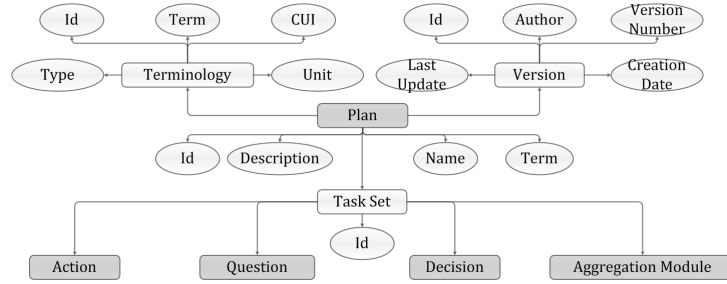 Id
Term
CUI
Id
Author
Version
Number
Type
Terminology
Unit
Last
Update
Version
Creation
Date
Plan
Id
Description
Name
Term
Task Set
Id
Action
Question
Decision
Aggregation Module